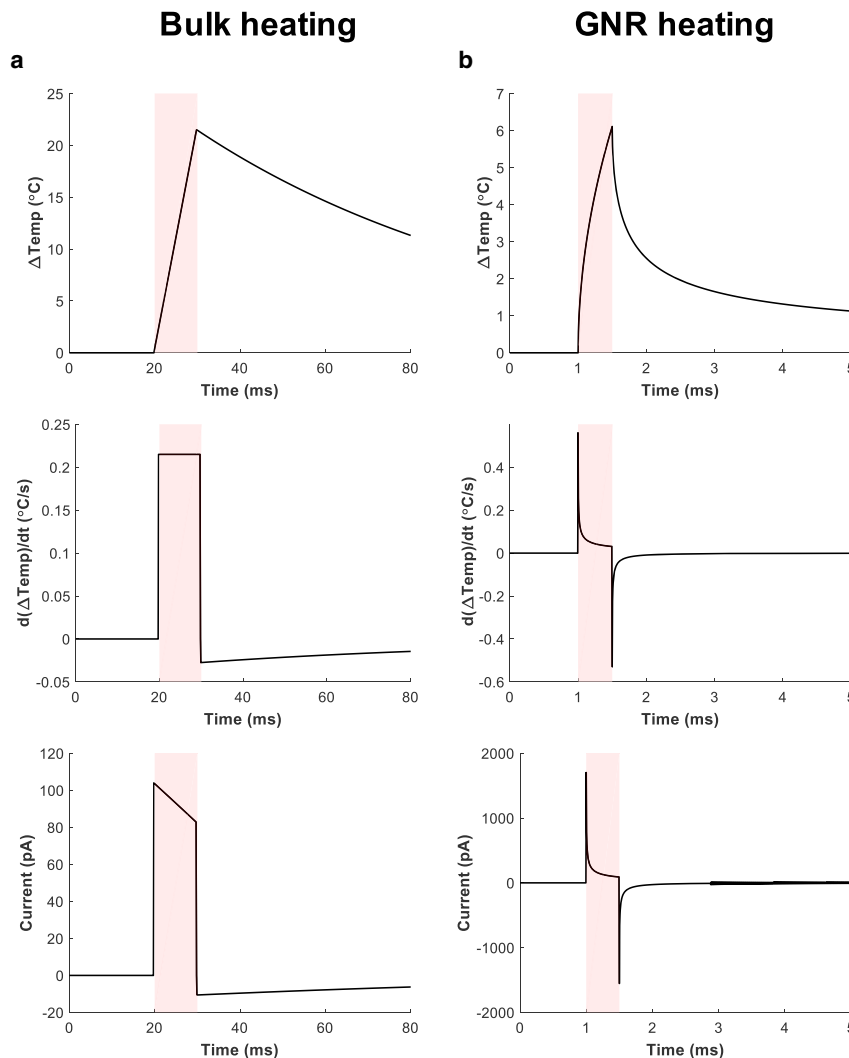 Bulk heating
GNR heating
a
b
25
20
15
10
5
0
ΔTemp (°C)
0 20 40 60 80
Time (ms)
7
6
5
4
3
2
1
0
ΔTemp (°C)
0 1 2 3 4 5
Time (ms)
0.25
0.2
0.15
0.1
0.05
0
-0.05
d(ΔTemp)/dt (°C/s)
0 20 40 60 80
Time (ms)
0.4
0.2
0
-0.2
-0.4
-0.6
d(ΔTemp)/dt (°C/s)
0 1 2 3 4 5
Time (ms)
120
100
80
60
40
20
0
-20
Current (pA)
0 20 40 60 80
Time (ms)
2000
1000
0
-1000
-2000
Current (pA)
0 1 2 3 4 5
Time (ms)